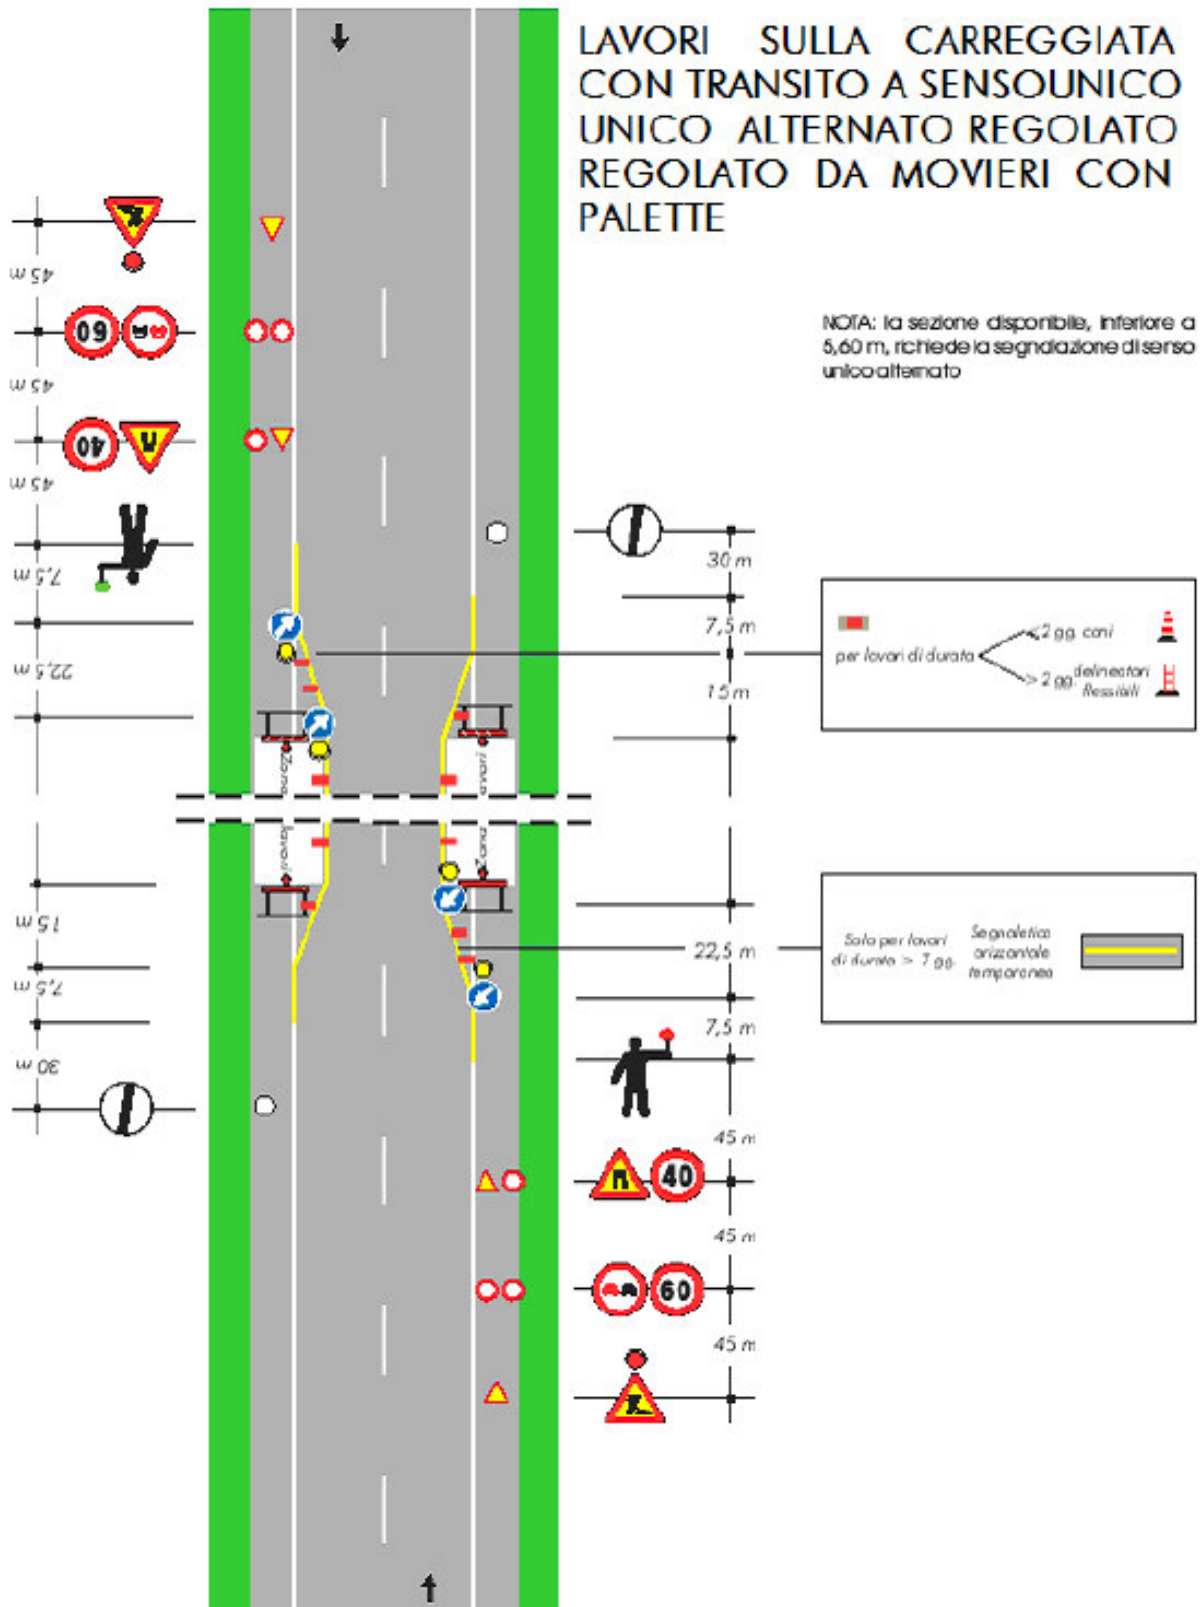 LAVORI SULLA CARREGGIATA
CON TRANSITO A SENSOUNICO
UNICO ALTERNATO REGOLATO
REGOLATO DA MOVIERI CON
PALETTE
NOTA: la sezione disponibile, inferiore a
5,60 m, richiede la segnalazione di senso
unico alternato
45 m
60
45 m
40
45 m
7,5 m
22,5 m
30 m
7,5 m
15 m
per lavori di durata
≤2 gg. coni
> 2 gg. delineatori
flessibili
Zona
lavori
lavori
Zona
15 m
7,5 m
30 m
22,5 m
7,5 m
Solo per lavori
di durata > 7 gg.
Segnaletica
orizzontale
temporanea
45 m
40
45 m
60
45 m